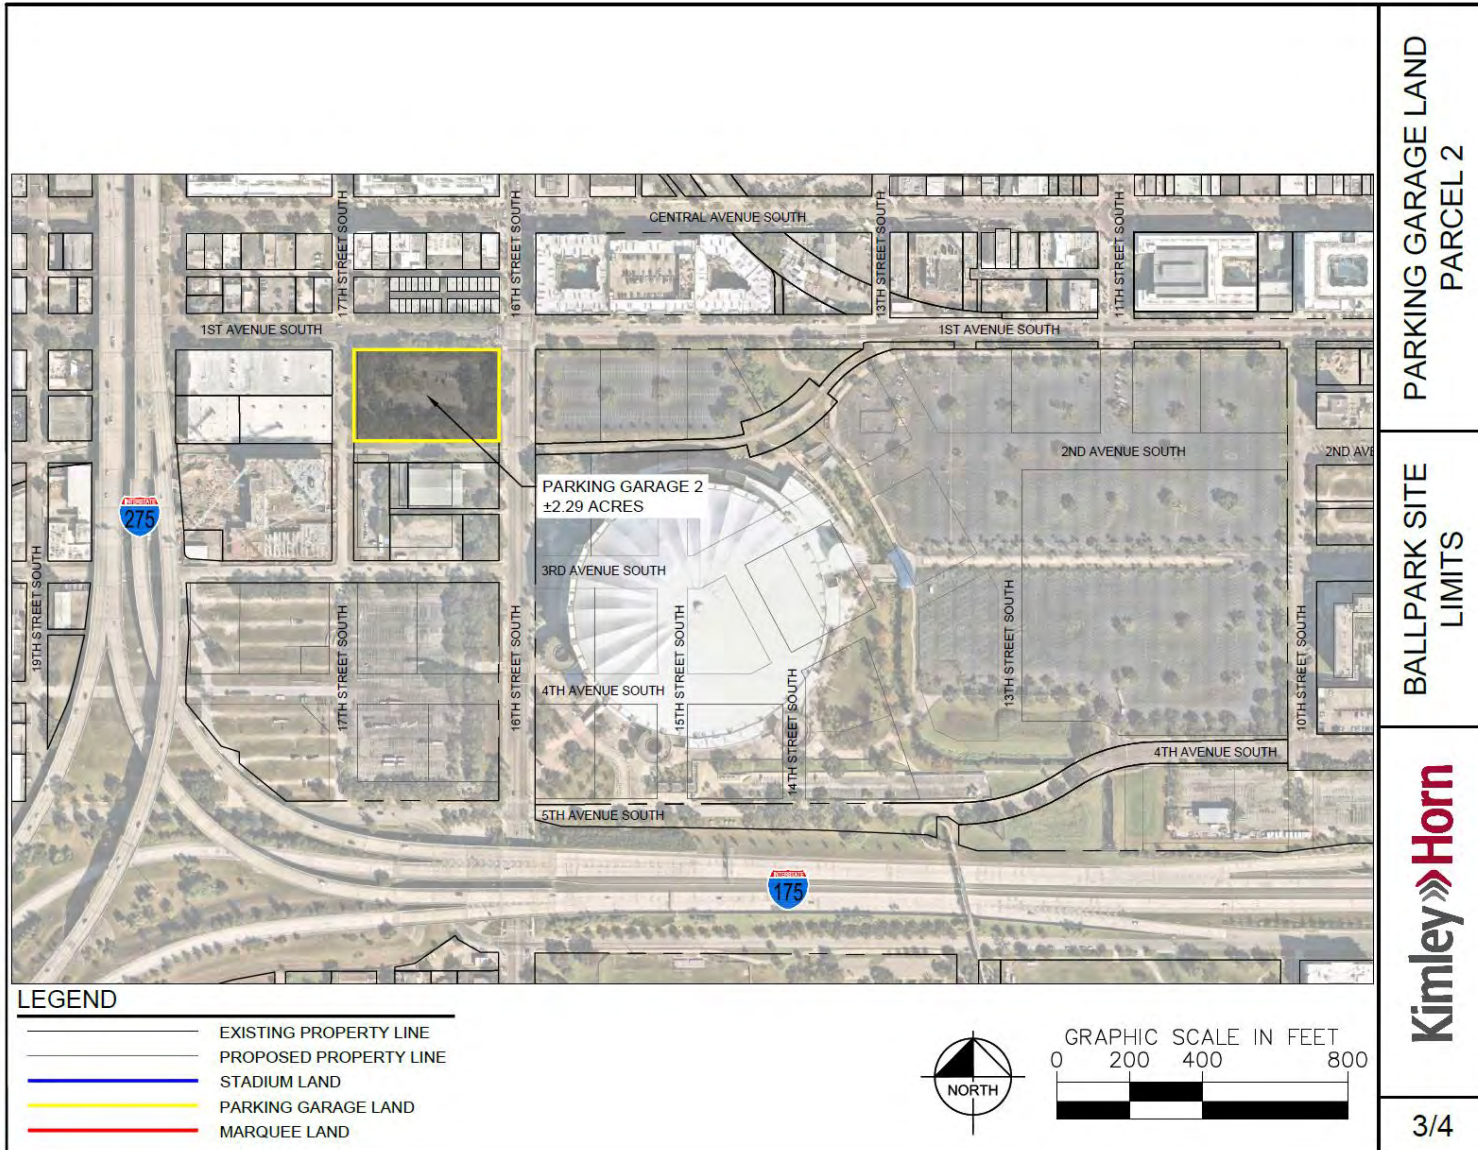 CENTRAL AVENUE SOUTH
17TH STREET SOUTH
16TH STREET SOUTH
13TH STREET SOUTH
11TH STREET SOUTH
1ST AVENUE SOUTH
1ST AVENUE SOUTH
2ND AVENUE SOUTH
2ND AVE
PARKING GARAGE 2
±2.29 ACRES
INTERSTATE
275
3RD AVENUE SOUTH
19TH STREET SOUTH
17TH STREET SOUTH
16TH STREET SOUTH
15TH STREET SOUTH
14TH STREET SOUTH
13TH STREET SOUTH
10TH STREET SOUTH
4TH AVENUE SOUTH
4TH AVENUE SOUTH
5TH AVENUE SOUTH
INTERSTATE
175
LEGEND
EXISTING PROPERTY LINE
PROPOSED PROPERTY LINE
STADIUM LAND
PARKING GARAGE LAND
MARQUEE LAND
NORTH
GRAPHIC SCALE IN FEET
0 200 400 800
PARKING GARAGE LAND
PARCEL 2
BALLPARK SITE
LIMITS
Kimley»Horn
3/4